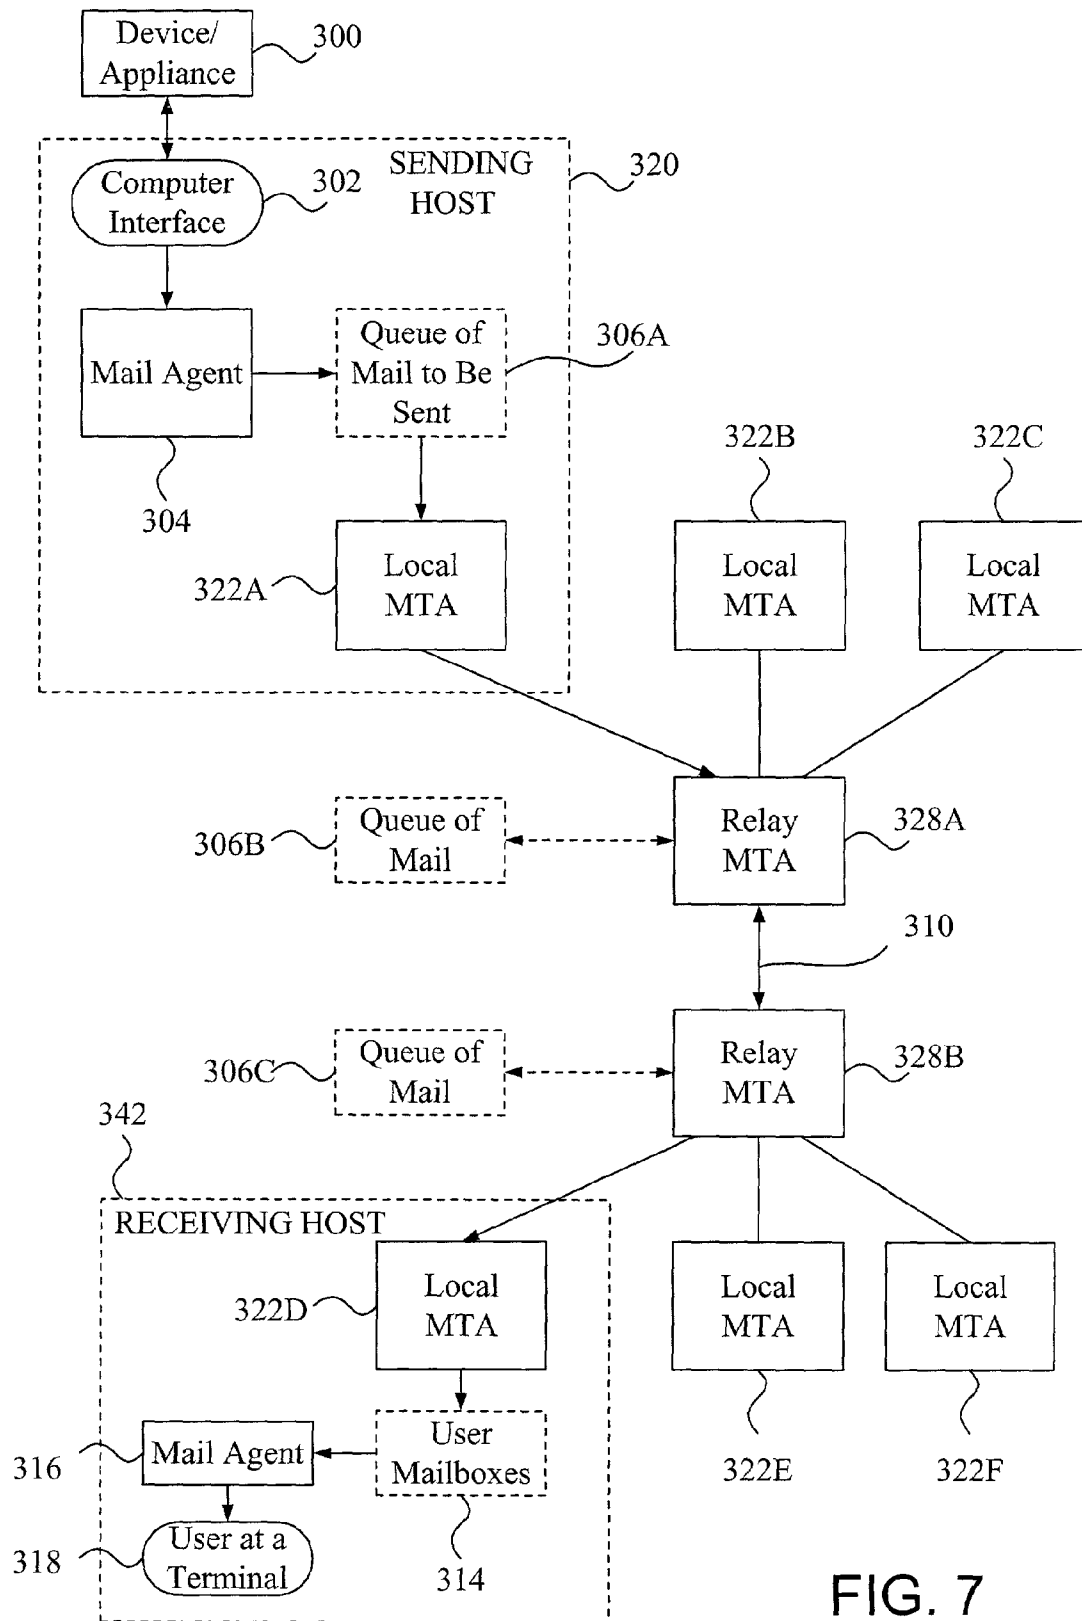 Device/
Appliance
300
SENDING
HOST
320
Computer
Interface
302
Mail Agent
304
Queue of
Mail to Be
Sent
306A
322A
Local
MTA
322B
Local
MTA
322C
Local
MTA
306B
Queue of
Mail
Relay
MTA
328A
310
306C
Queue of
Mail
Relay
MTA
328B
342
RECEIVING HOST
322D
Local
MTA
Local
MTA
322E
Local
MTA
322F
316
Mail Agent
User
Mailboxes
314
318
User at a
Terminal
FIG. 7